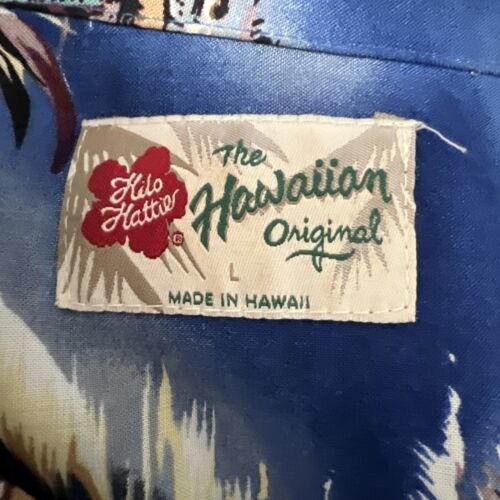 Hilo
Hattie
®
The
Hawaiian
Original
L
MADE IN HAWAII